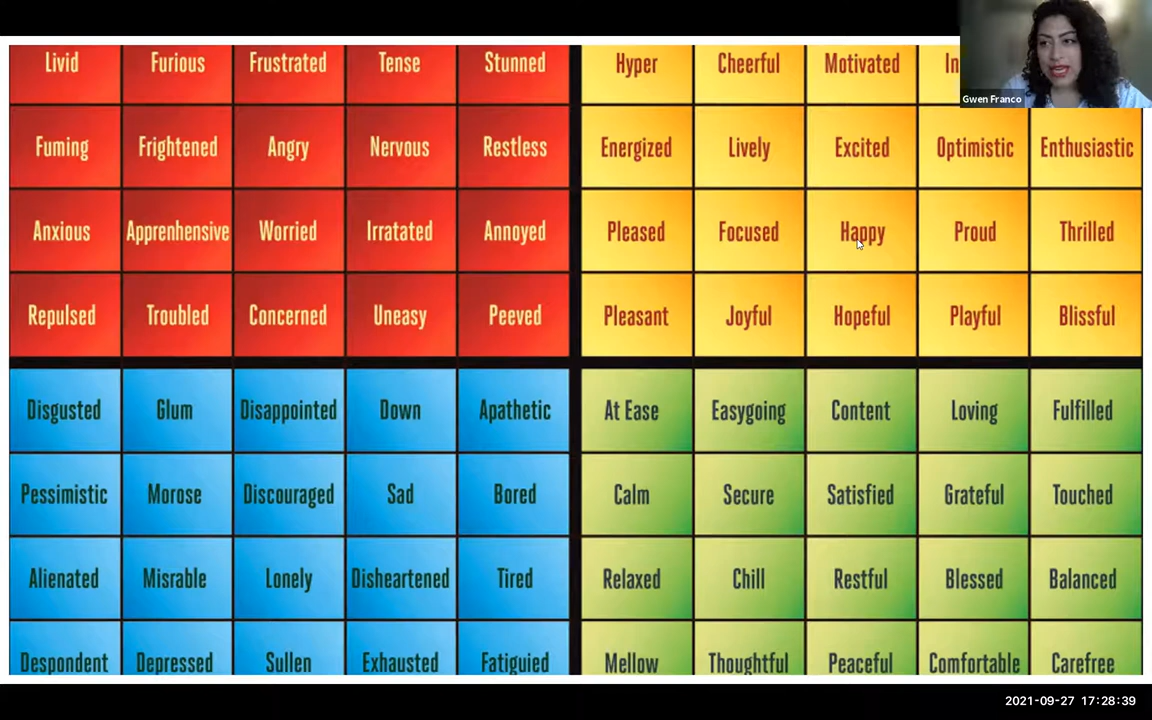 Livid Furious Frustrated Tense Stunned Hyper Cheerful Motivated
Gwen Franco
Fuming Frightened Angry Nervous Restless Energized Lively Excited Optimistic Enthusiastic
Anxious Apprenhensive Worried Irratated Annoyed Pleased Focused Happy Proud Thrilled
Repulsed Troubled Concerned Uneasy Peeved Pleasant Joyful Hopeful Playful Blissful
Disgusted Glum Disappointed Down Apathetic At Ease Easygoing Content Loving Fulfilled
Pessimistic Morose Discouraged Sad Bored Calm Secure Satisfied Grateful Touched
Alienated Misrable Lonely Disheartened Tired Relaxed Chill Restful Blessed Balanced
Despondent Depressed Sullen Exhausted Fatiguied Mellow Thoughtful Peaceful Comfortable Carefree
2021-09-27 17:28:39